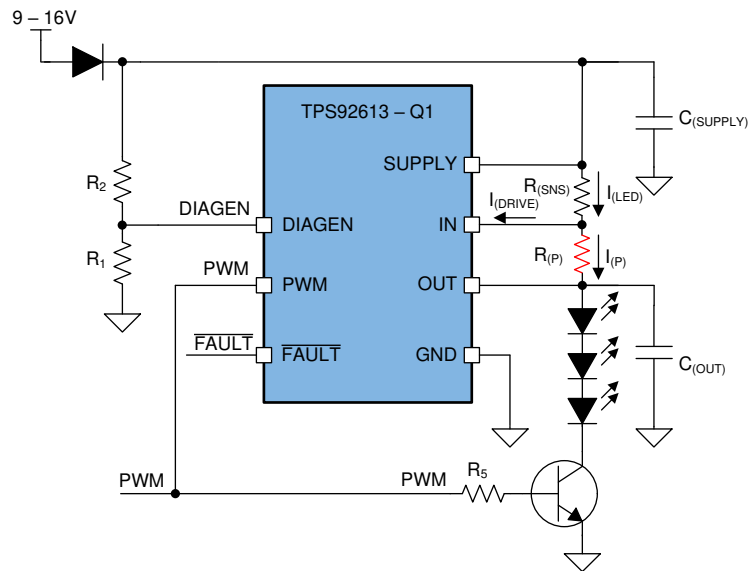 9 – 16V
TPS92613 – Q1
C(SUPPLY)
SUPPLY
R2
R(SNS)
I(LED)
I(DRIVE)
DIAGEN
DIAGEN
IN
R1
R(P)
I(P)
PWM
PWM
OUT
FAULT
FAULT
GND
C(OUT)
PWM
PWM
R5